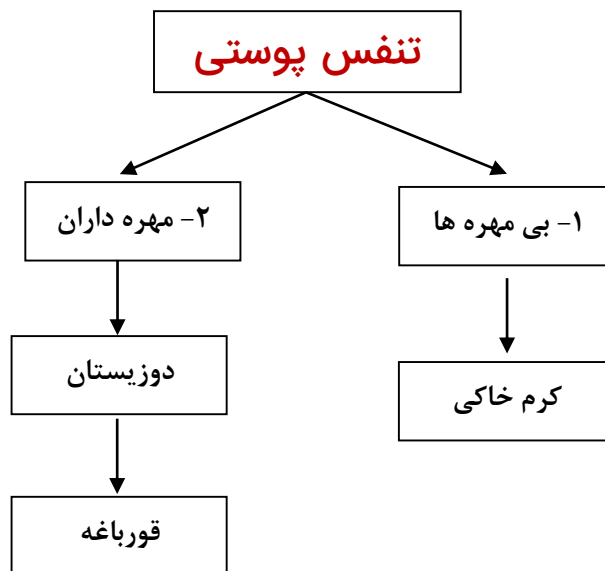 تنفس پوستی
۱- بی مهره ها
۲- مهره داران
کرم خاکی
دوزیستان
قورباغه